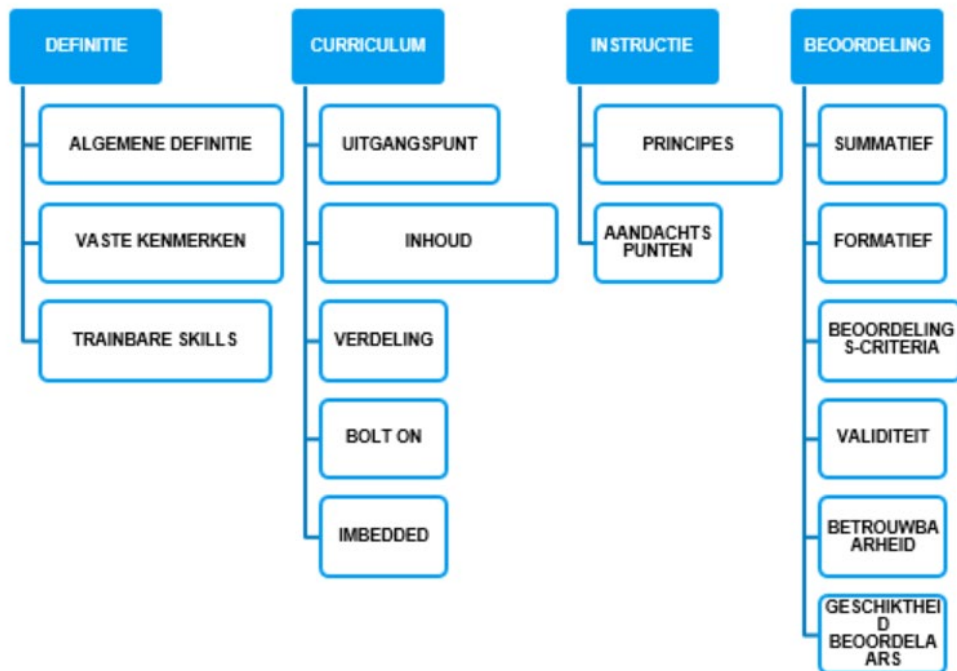 DEFINITIE
ALGEMENE DEFINITIE
VASTE KENMERKEN
TRAINBARE SKILLS
CURRICULUM
UITGANGSPUNT
INHOUD
VERDELING
BOLT ON
IMBEDDED
INSTRUCTIE
PRINCIPES
AANDACHTS
PUNTEN
BEOORDELING
SUMMATIEF
FORMATIEF
BEOORDELING
S-CRITERIA
VALIDITEIT
BETROUWBA
ARHEID
GESCHIKTHEI
D
BEOORDELA
ARS